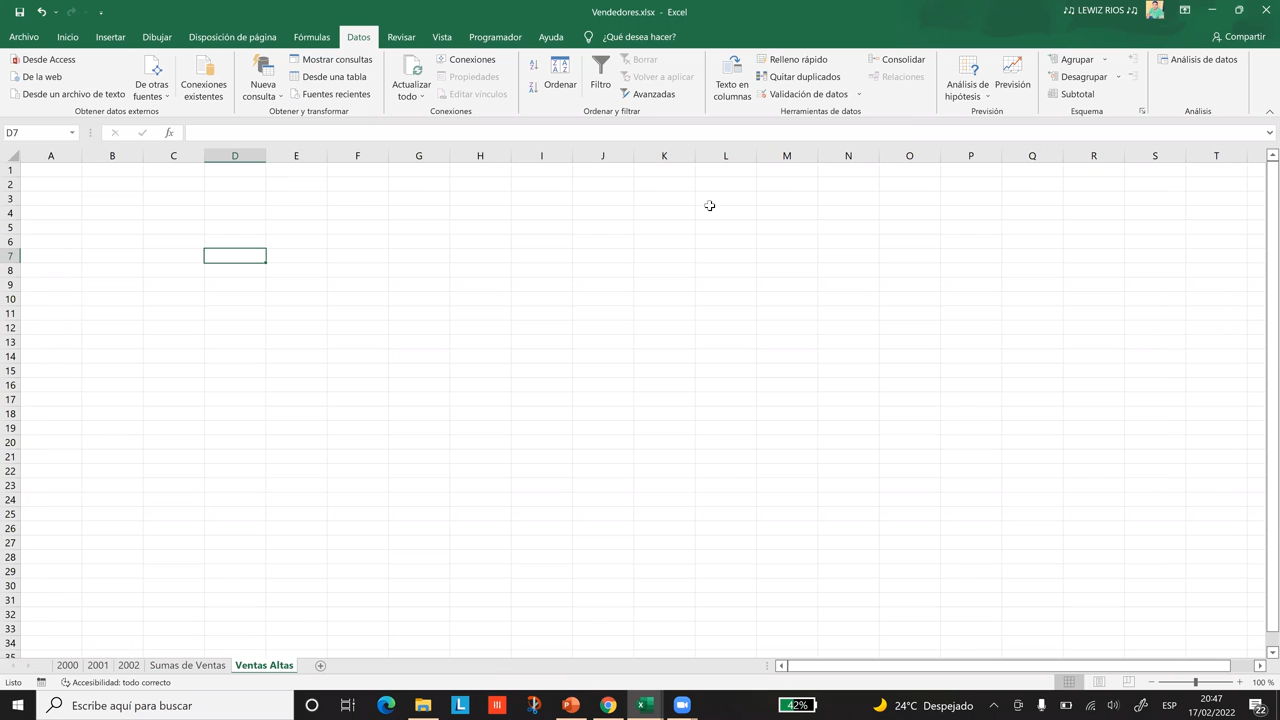 Vendedores.xlsx - Excel
♫ LEWIZ RIOS ♫
Archivo Inicio Insertar Dibujar Disposición de página Fórmulas Datos Revisar Vista Programador Ayuda ¿Qué desea hacer? Compartir
Desde Access
De la web
Desde un archivo de texto
De otras fuentes
Conexiones existentes
Obtener datos externos
Nueva consulta
Mostrar consultas
Desde una tabla
Fuentes recientes
Obtener y transformar
Actualizar todo
Conexiones
Propiedades
Editar vínculos
Conexiones
Ordenar
Filtro
Borrar
Volver a aplicar
Avanzadas
Ordenar y filtrar
Texto en columnas
Relleno rápido
Quitar duplicados
Validación de datos
Consolidar
Relaciones
Herramientas de datos
Análisis de hipótesis
Previsión
Previsión
Agrupar
Desagrupar
Subtotal
Esquema
Análisis de datos
Análisis
D7 fx
A B C D E F G H I J K L M N O P Q R S T
1
2
3
4
5
6
7
8
9
10
11
12
13
14
15
16
17
18
19
20
21
22
23
24
25
26
27
28
29
30
31
32
33
34
35
2000 2001 2002 Sumas de Ventas Ventas Altas
Listo Accesibilidad: todo correcto 100 %
Escribe aquí para buscar
42%
24°C Despejado
ESP
20:47
17/02/2022
22